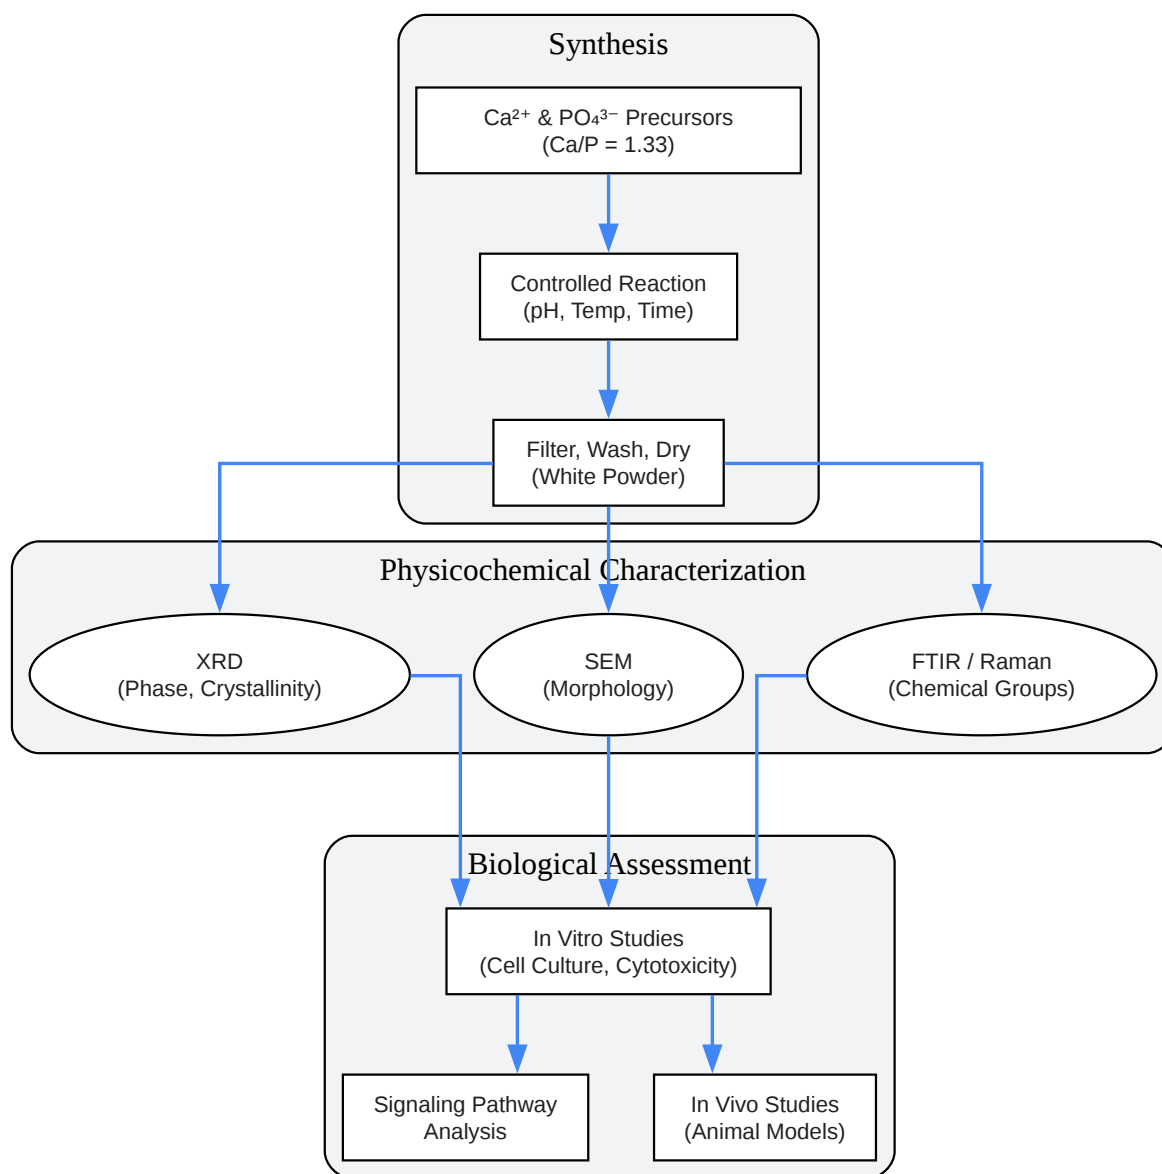 Synthesis
Ca²⁺ & PO₄³⁻ Precursors
(Ca/P = 1.33)
Controlled Reaction
(pH, Temp, Time)
Filter, Wash, Dry
(White Powder)
Physicochemical Characterization
XRD
(Phase, Crystallinity)
SEM
(Morphology)
FTIR / Raman
(Chemical Groups)
Biological Assessment
In Vitro Studies
(Cell Culture, Cytotoxicity)
Signaling Pathway
Analysis
In Vivo Studies
(Animal Models)